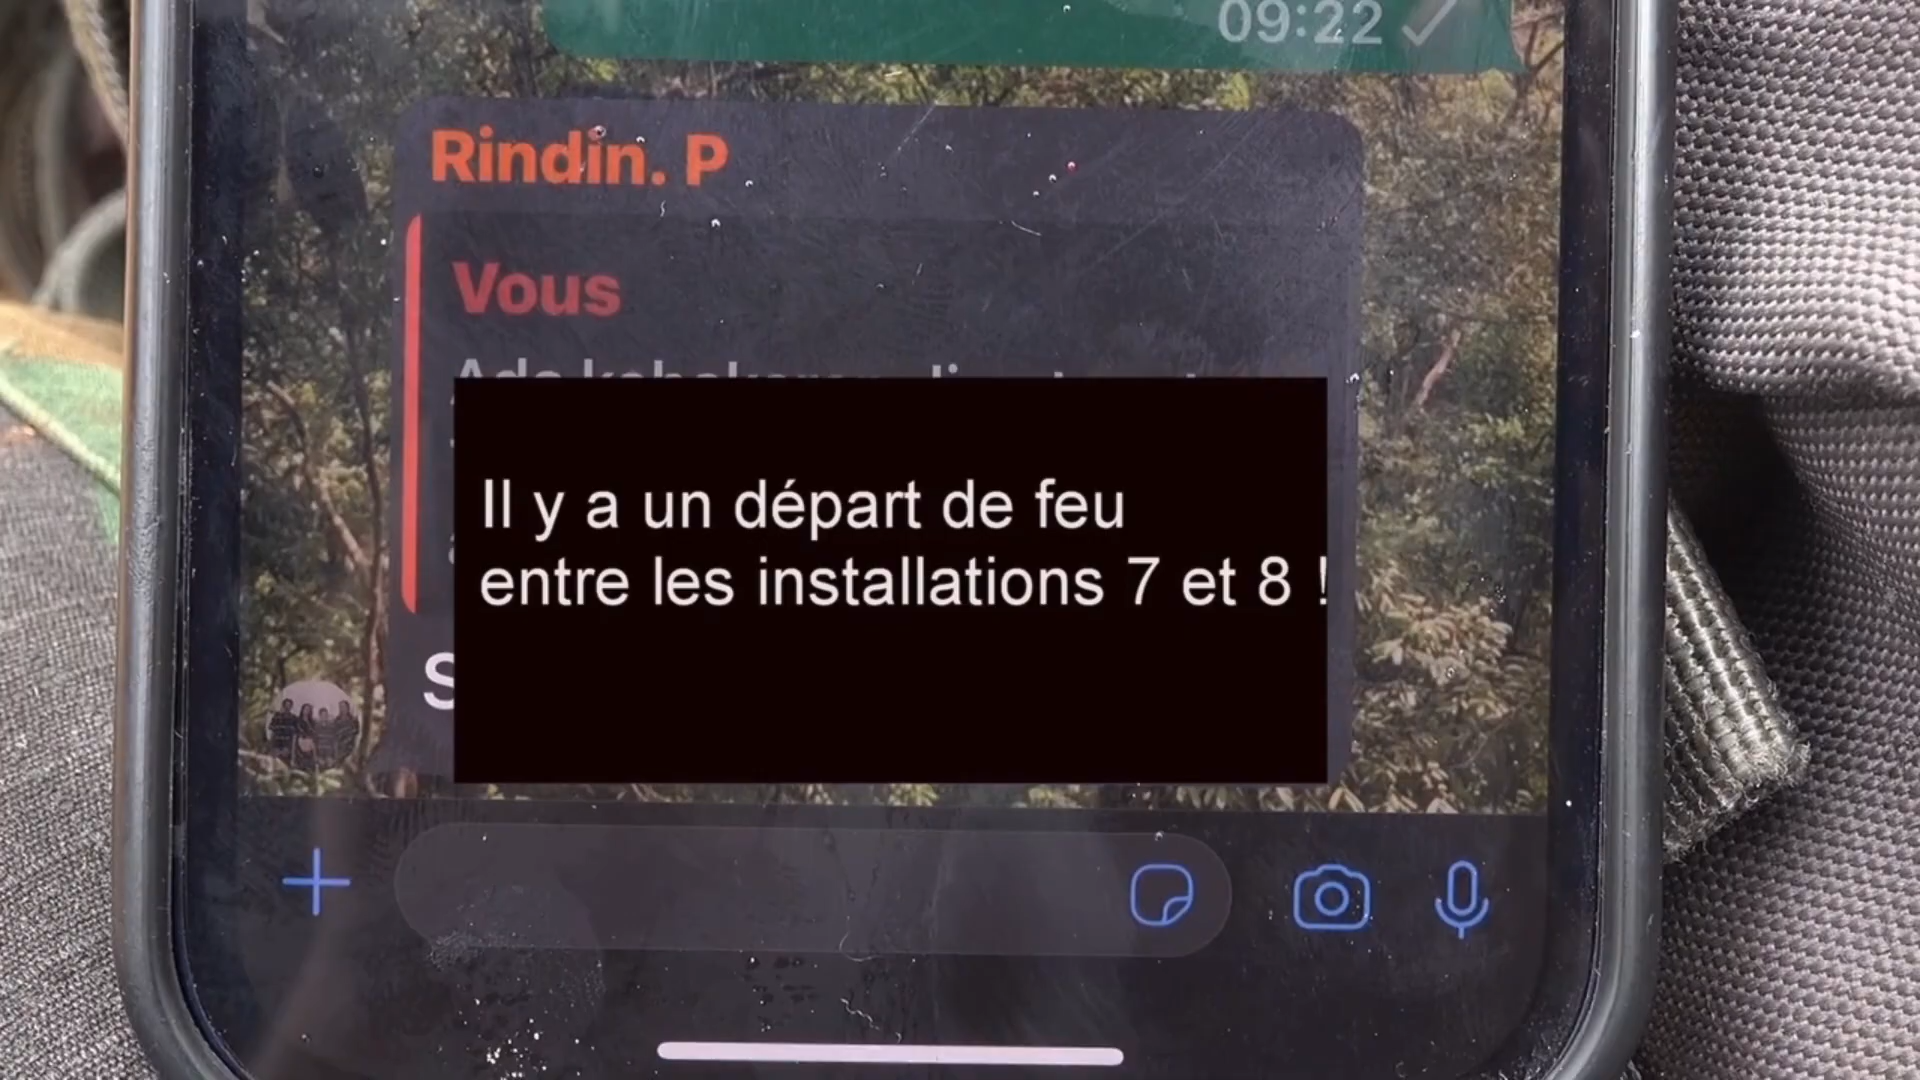 09:22
Rindin. P
Vous
Il y a un départ de feu
entre les installations 7 et 8 !